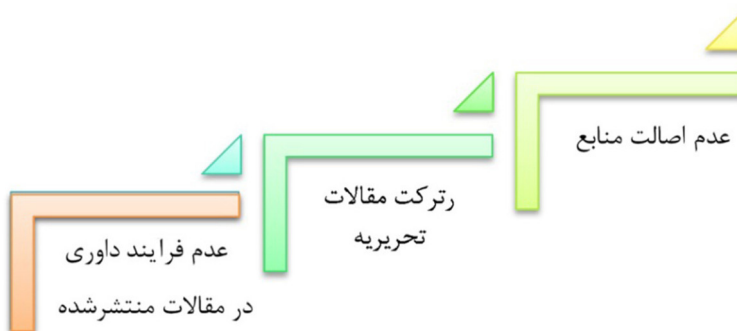 عدم اصالت منابع
رترکت مقالات
تحریریه
عدم فرایند داوری
در مقالات منتشرشده